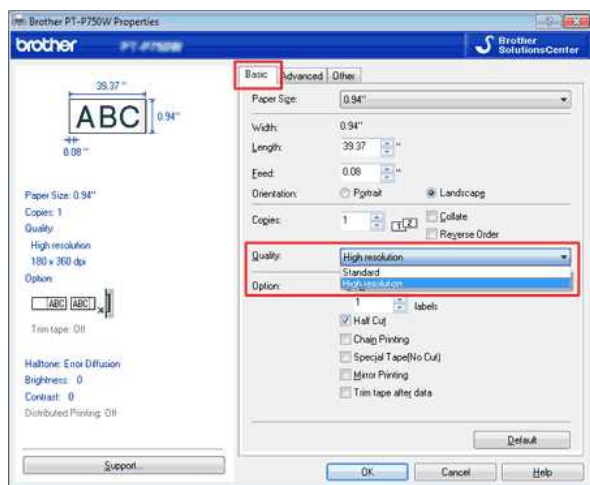 Brother PT-P750W Properties
brother PT-P750W Brother SolutionsCenter
39.37 "
ABC
0.94"
0.08 "
Paper Size: 0.94"
Copies: 1
Quality:
High resolution
180 x 360 dpi
Option:
ABC ABC x
Trim tape: Off
Halftone: Error Diffusion
Brightness: 0
Contrast: 0
Distributed Printing: Off
Support...
Basic Advanced Other
Paper Size: 0.94"
Width: 0.94"
Length: 39.37 "
Feed: 0.08 "
Orientation: Portrait Landscape
Copies: 1 1 2 Collate
Reverse Order
Quality: High resolution
Standard
High resolution
Option:
1 labels
Half Cut
Chain Printing
Special Tape(No Cut)
Mirror Printing
Trim tape after data
Default
OK Cancel Help